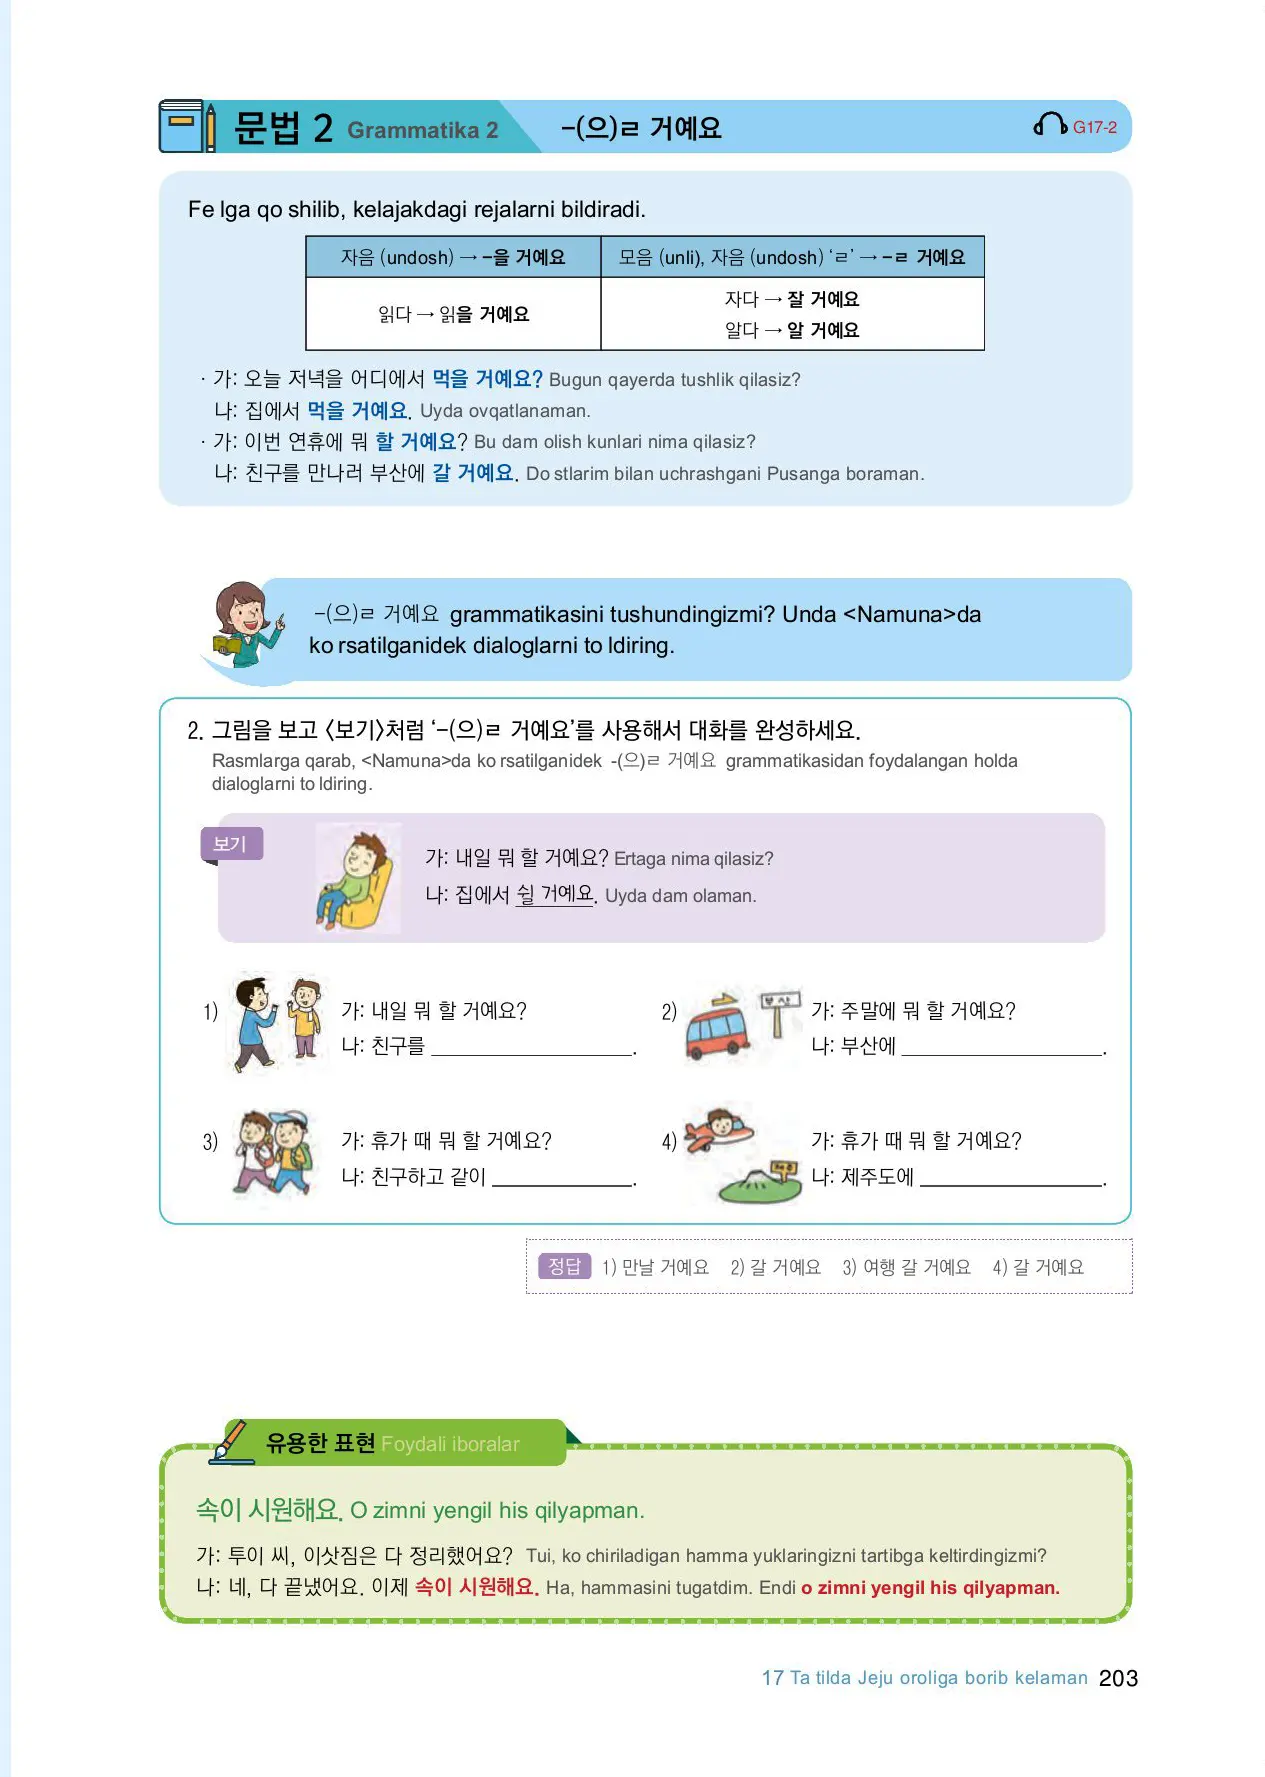 문법 2 Grammatika 2 -(으)ㄹ 거예요 G17-2
Fe lga qo shilib, kelajakdagi rejalarni bildiradi.
자음 (undosh) → -을 거예요 모음 (unli), 자음 (undosh) ‘ㄹ’ → -ㄹ 거예요
읽다 → 읽을 거예요
자다 → 잘 거예요
알다 → 알 거예요
· 가: 오늘 저녁을 어디에서 먹을 거예요? Bugun qayerda tushlik qilasiz?
나: 집에서 먹을 거예요. Uyda ovqatlanaman.
· 가: 이번 연휴에 뭐 할 거예요? Bu dam olish kunlari nima qilasiz?
나: 친구를 만나러 부산에 갈 거예요. Do stlarim bilan uchrashgani Pusanga boraman.
-(으)ㄹ 거예요 grammatikasini tushundingizmi? Unda <Namuna>da
ko rsatilganidek dialoglarni to ldiring.
2. 그림을 보고 〈보기〉처럼 ‘-(으)ㄹ 거예요’를 사용해서 대화를 완성하세요.
Rasmlarga qarab, <Namuna>da ko rsatilganidek -(으)ㄹ 거예요 grammatikasidan foydalangan holda
dialoglarni to ldiring.
보기
가: 내일 뭐 할 거예요? Ertaga nima qilasiz?
나: 집에서 쉴 거예요. Uyda dam olaman.
1) 가: 내일 뭐 할 거예요?
나: 친구를 ____________________.
2) 부산 가: 주말에 뭐 할 거예요?
나: 부산에 ____________________.
3) 가: 휴가 때 뭐 할 거예요?
나: 친구하고 같이 ______________.
4) 제주 가: 휴가 때 뭐 할 거예요?
나: 제주도에 __________________.
정답 1) 만날 거예요 2) 갈 거예요 3) 여행 갈 거예요 4) 갈 거예요
유용한 표현 Foydali iboralar
속이 시원해요. O zimni yengil his qilyapman.
가: 투이 씨, 이삿짐은 다 정리했어요? Tui, ko chiriladigan hamma yuklaringizni tartibga keltirdingizmi?
나: 네, 다 끝냈어요. 이제 속이 시원해요. Ha, hammasini tugatdim. Endi o zimni yengil his qilyapman.
17 Ta tilda Jeju oroliga borib kelaman 203